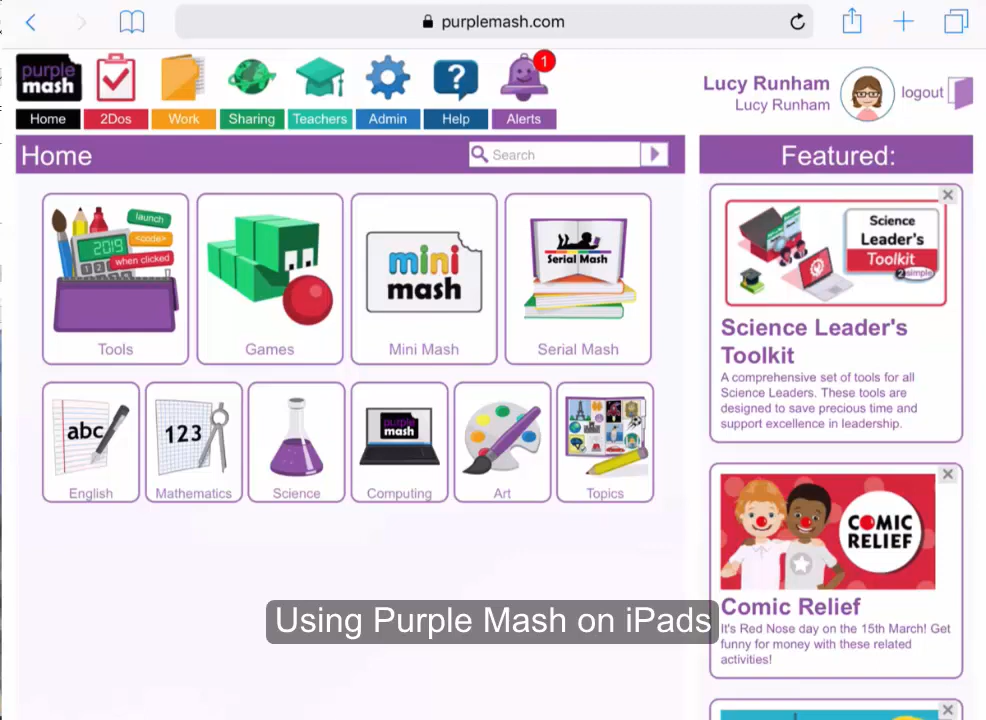 purplemash.com
purple
mash
Home
2Dos
Work
Sharing
Teachers
Admin
?
Help
1
Alerts
Lucy Runham
Lucy Runham
logout
Home
Search
Featured:
launch
<code>
when clicked
2019
12
Tools
Games
mini
mash
Mini Mash
Serial Mash
Serial Mash
abc
English
123
Mathematics
Science
purple
mash
Computing
Art
Topics
Science
Leader's
Toolkit
2simple
Science Leader's
Toolkit
A comprehensive set of tools for all
Science Leaders. These tools are
designed to save precious time and
support excellence in leadership.
COMIC
RELIEF
Comic Relief
It's Red Nose day on the 15th March! Get
funny for money with these related
activities!
Using Purple Mash on iPads